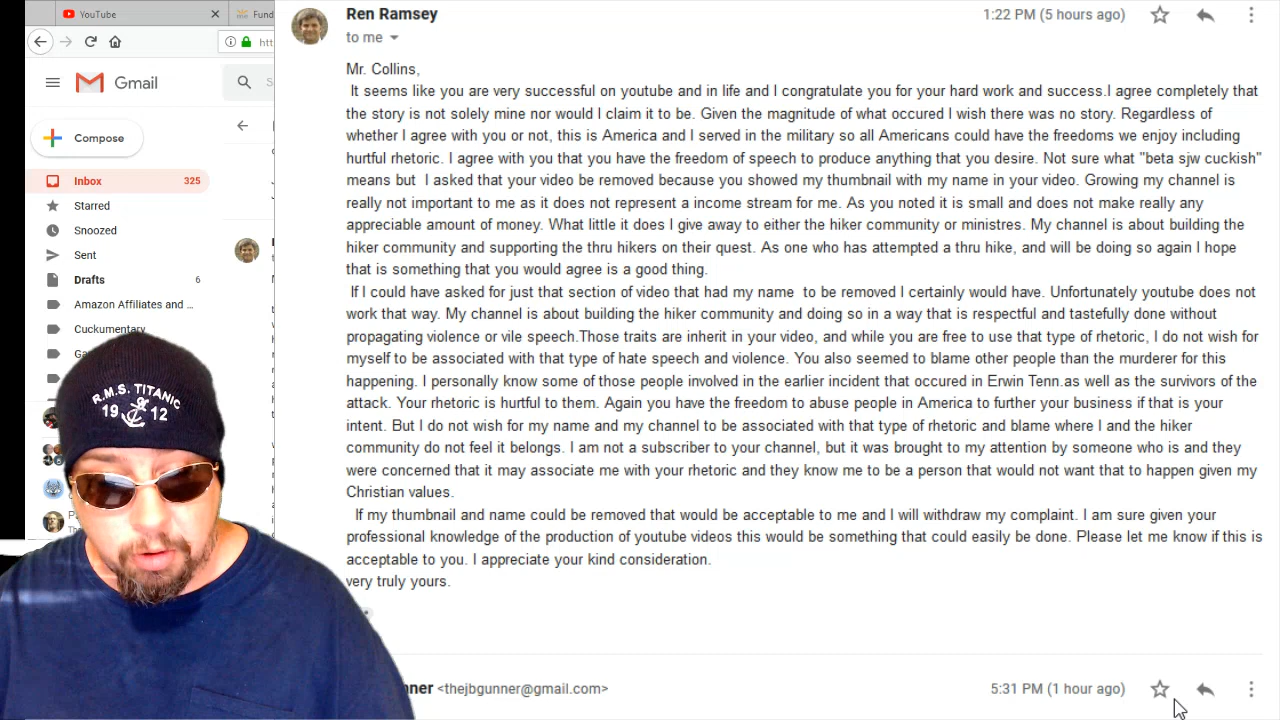 YouTube
Fund
htt
Gmail
S
Compose
Inbox 325
Starred
Snoozed
Sent
Drafts 6
Amazon Affiliates and ...
Cuckumentary
Ga
R.M.S. TITANIC
19 12
Ren Ramsey 1:22 PM (5 hours ago)
to me
Mr. Collins,
It seems like you are very successful on youtube and in life and I congratulate you for your hard work and success.I agree completely that
the story is not solely mine nor would I claim it to be. Given the magnitude of what occured I wish there was no story. Regardless of
whether I agree with you or not, this is America and I served in the military so all Americans could have the freedoms we enjoy including
hurtful rhetoric. I agree with you that you have the freedom of speech to produce anything that you desire. Not sure what "beta sjw cuckish"
means but I asked that your video be removed because you showed my thumbnail with my name in your video. Growing my channel is
really not important to me as it does not represent a income stream for me. As you noted it is small and does not make really any
appreciable amount of money. What little it does I give away to either the hiker community or ministres. My channel is about building the
hiker community and supporting the thru hikers on their quest. As one who has attempted a thru hike, and will be doing so again I hope
that is something that you would agree is a good thing.
If I could have asked for just that section of video that had my name to be removed I certainly would have. Unfortunately youtube does not
work that way. My channel is about building the hiker community and doing so in a way that is respectful and tastefully done without
propagating violence or vile speech.Those traits are inherit in your video, and while you are free to use that type of rhetoric, I do not wish for
myself to be associated with that type of hate speech and violence. You also seemed to blame other people than the murderer for this
happening. I personally know some of those people involved in the earlier incident that occured in Erwin Tenn.as well as the survivors of the
attack. Your rhetoric is hurtful to them. Again you have the freedom to abuse people in America to further your business if that is your
intent. But I do not wish for my name and my channel to be associated with that type of rhetoric and blame where I and the hiker
community do not feel it belongs. I am not a subscriber to your channel, but it was brought to my attention by someone who is and they
were concerned that it may associate me with your rhetoric and they know me to be a person that would not want that to happen given my
Christian values.
If my thumbnail and name could be removed that would be acceptable to me and I will withdraw my complaint. I am sure given your
professional knowledge of the production of youtube videos this would be something that could easily be done. Please let me know if this is
acceptable to you. I appreciate your kind consideration.
very truly yours.
nner <thejbgunner@gmail.com> 5:31 PM (1 hour ago)